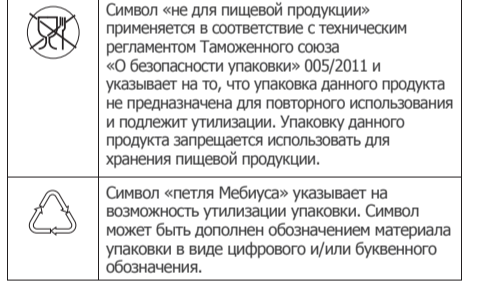 Символ «не для пищевой продукции»
применяется в соответствие с техническим
регламентом Таможенного союза
«О безопасности упаковки» 005/2011 и
указывает на то, что упаковка данного продукта
не предназначена для повторного использования
и подлежит утилизации. Упаковку данного
продукта запрещается использовать для
хранения пищевой продукции.
Символ «петля Мебиуса» указывает на
возможность утилизации упаковки. Символ
может быть дополнен обозначением материала
упаковки в виде цифрового и/или буквенного
обозначения.